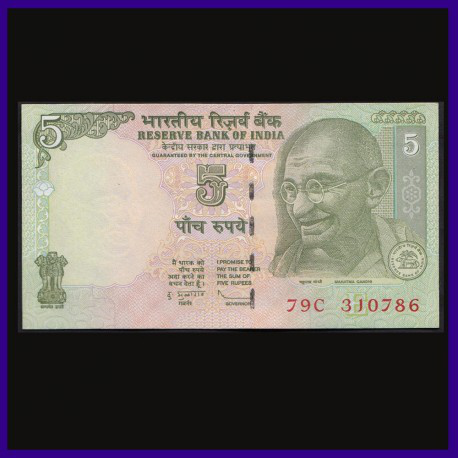 5
भारतीय रिज़र्व बैंक
RESERVE BANK OF INDIA
केन्द्रीय सरकार द्वारा प्रत्याभूत
GUARANTEED BY THE CENTRAL GOVERNMENT
5
5
पाँच रुपये
मैं धारक को
पाँच रुपये
अदा करने का
वचन देता हूँ।
I PROMISE TO
PAY THE BEARER
THE SUM OF
FIVE RUPEES
गवर्नर
GOVERNOR
महात्मा गांधी
MAHATMA GANDHI
सत्यमेव जयते
79C 310786